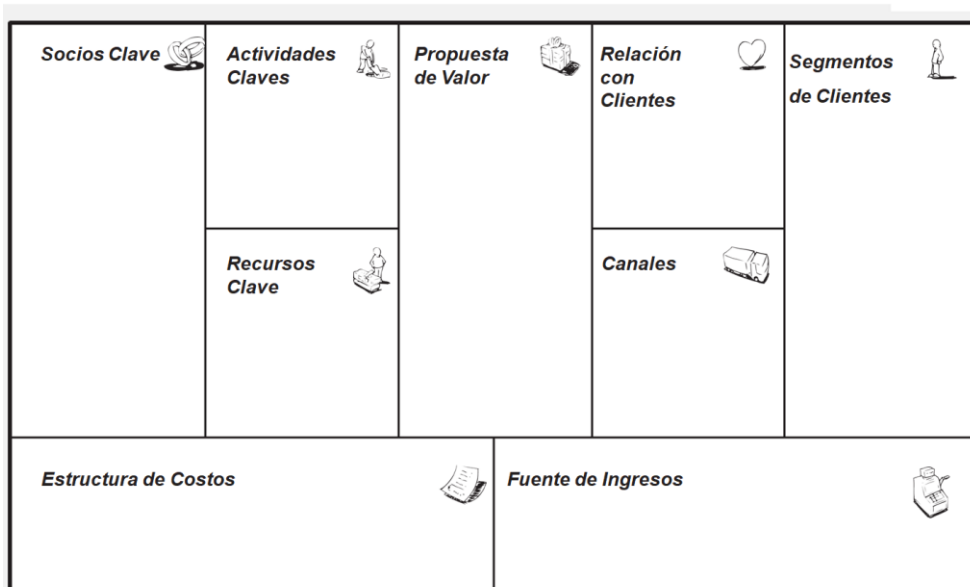 Socios Clave
Actividades
Claves
Propuesta
de Valor
Relación
con
Clientes
Segmentos
de Clientes
Recursos
Clave
Canales
Estructura de Costos
Fuente de Ingresos